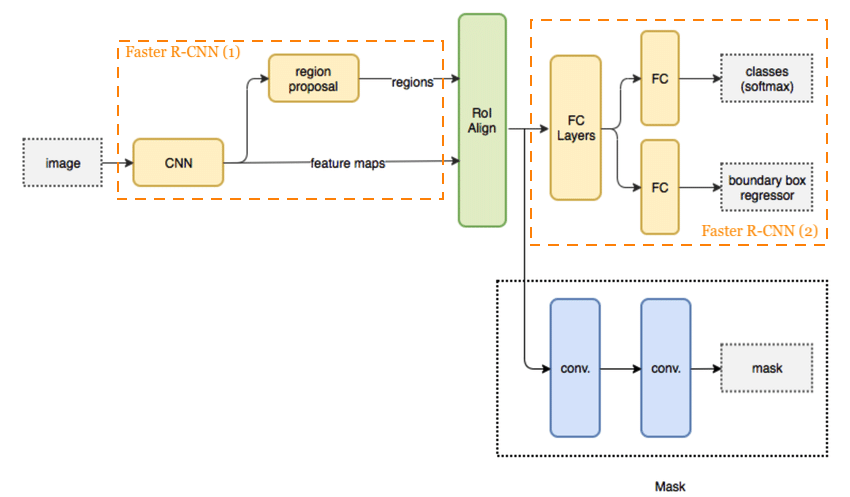 Faster R-CNN (1)
region
proposal
regions
RoI
Align
image
CNN
feature maps
FC
Layers
FC
classes
(softmax)
FC
boundary box
regressor
Faster R-CNN (2)
conv.
conv.
mask
Mask